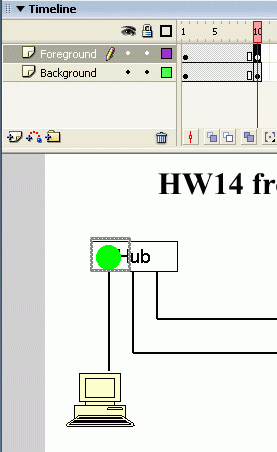 Timeline
1 5 10
Foreground
Background
HW14 fr
Hub